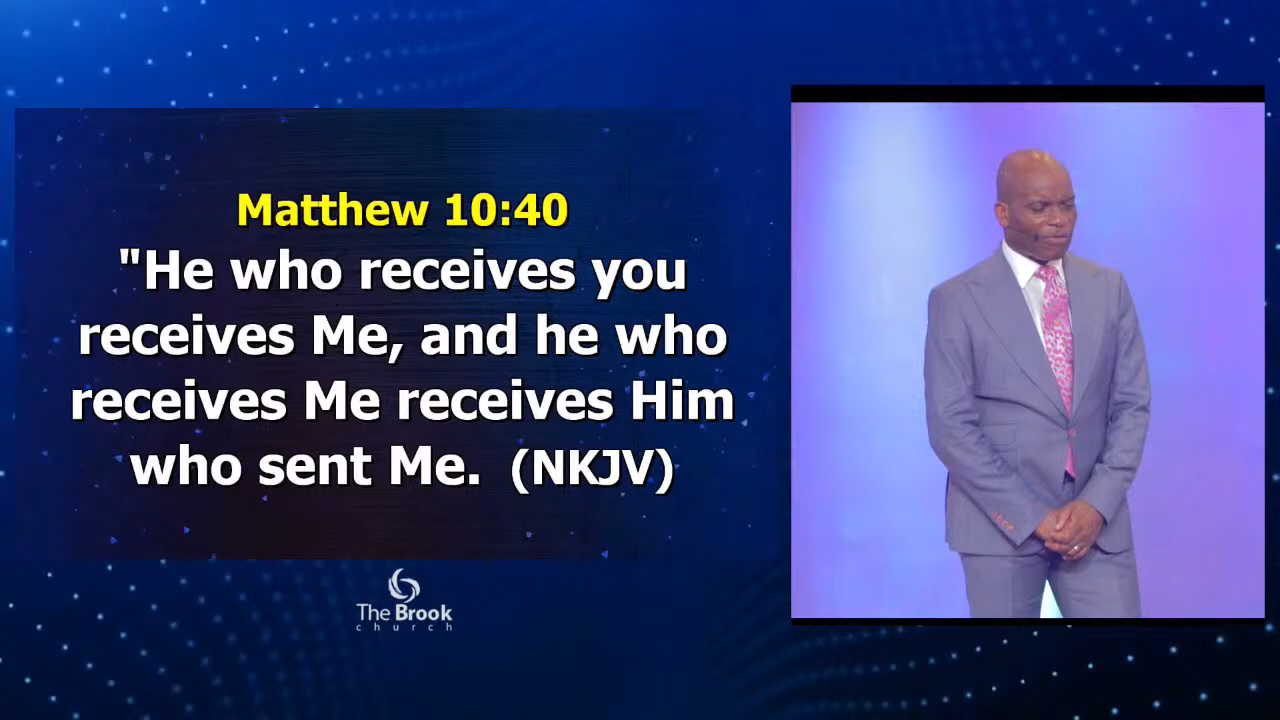 Matthew 10:40
"He who receives you
receives Me, and he who
receives Me receives Him
who sent Me.  (NKJV)
The Brook
church